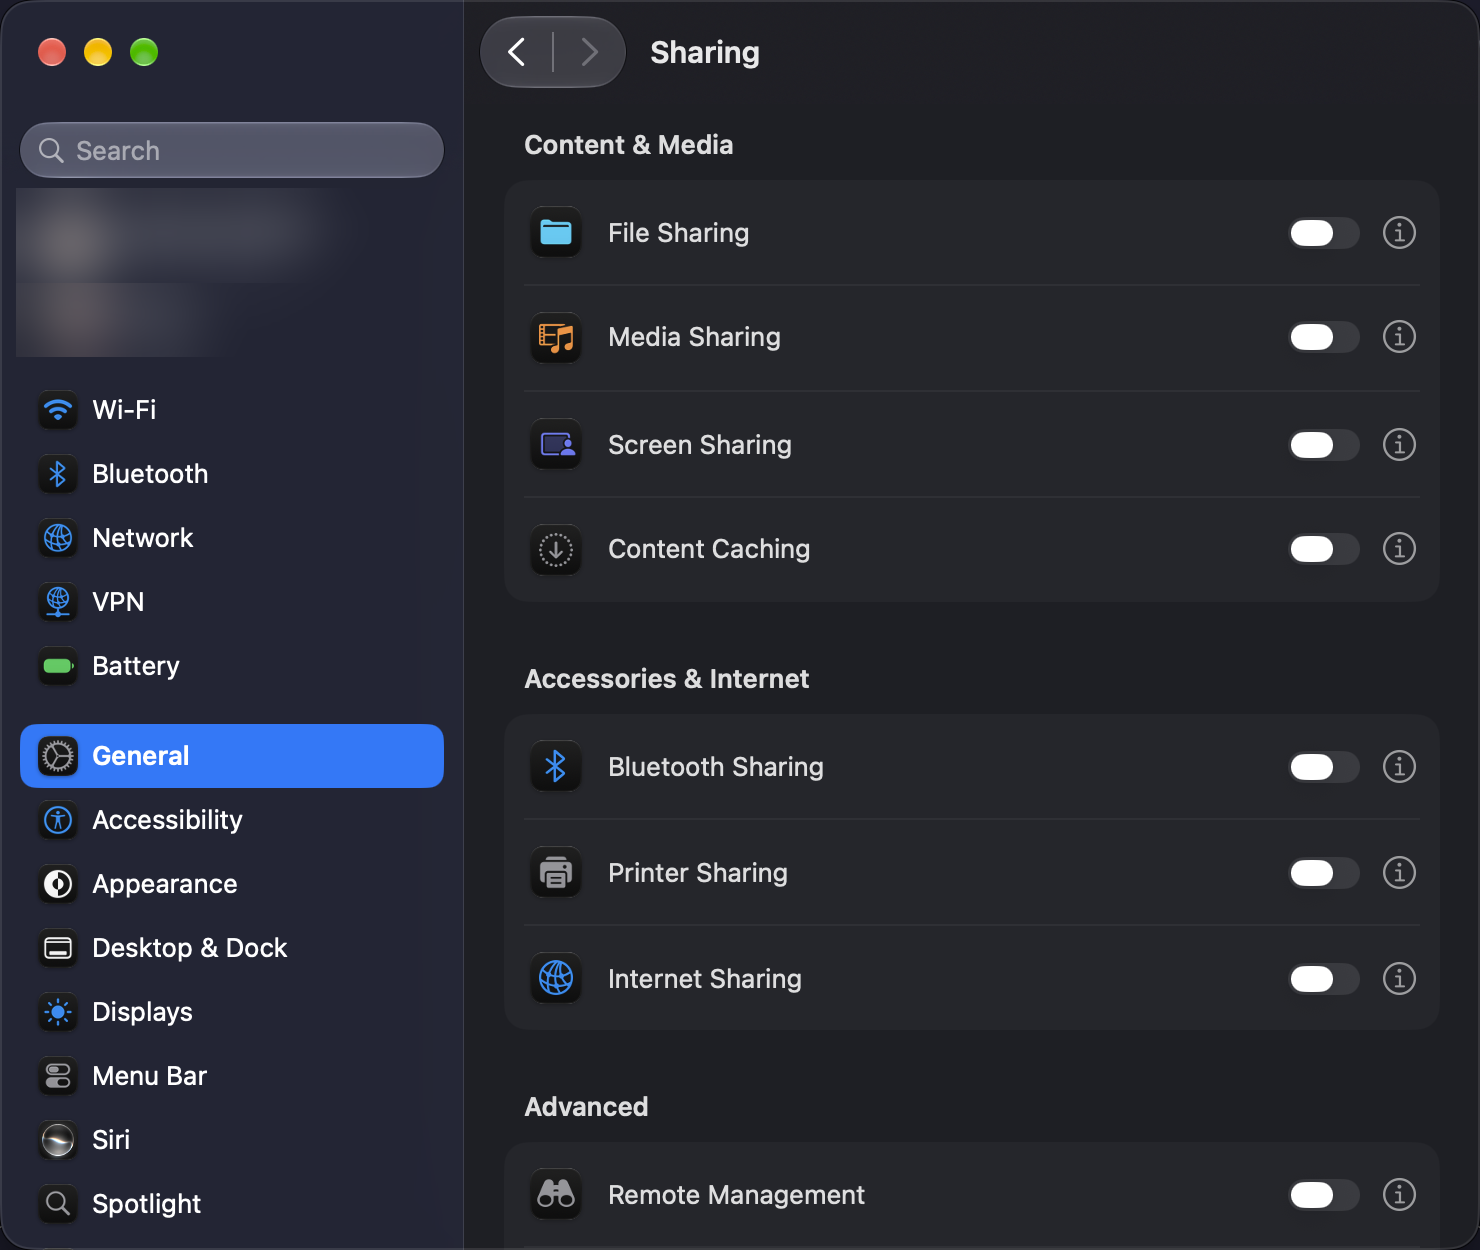 Search
Wi-Fi
Bluetooth
Network
VPN
Battery
General
Accessibility
Appearance
Desktop & Dock
Displays
Menu Bar
Siri
Spotlight
Sharing
Content & Media
File Sharing
Media Sharing
Screen Sharing
Content Caching
Accessories & Internet
Bluetooth Sharing
Printer Sharing
Internet Sharing
Advanced
Remote Management